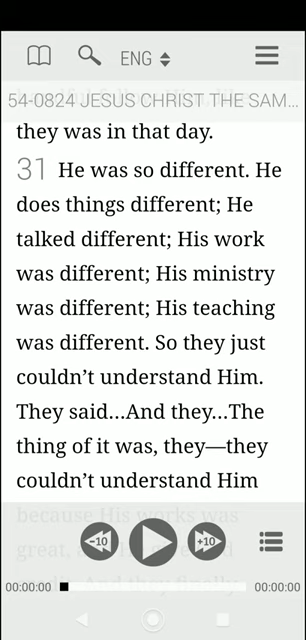 ENG
54-0824 JESUS CHRIST THE SAM...
they was in that day.
31 He was so different. He
does things different; He
talked different; His work
was different; His ministry
was different; His teaching
was different. So they just
couldn’t understand Him.
They said...And they...The
thing of it was, they—they
couldn’t understand Him
because His works was
great,
-10
+10
00:00:00
00:00:00